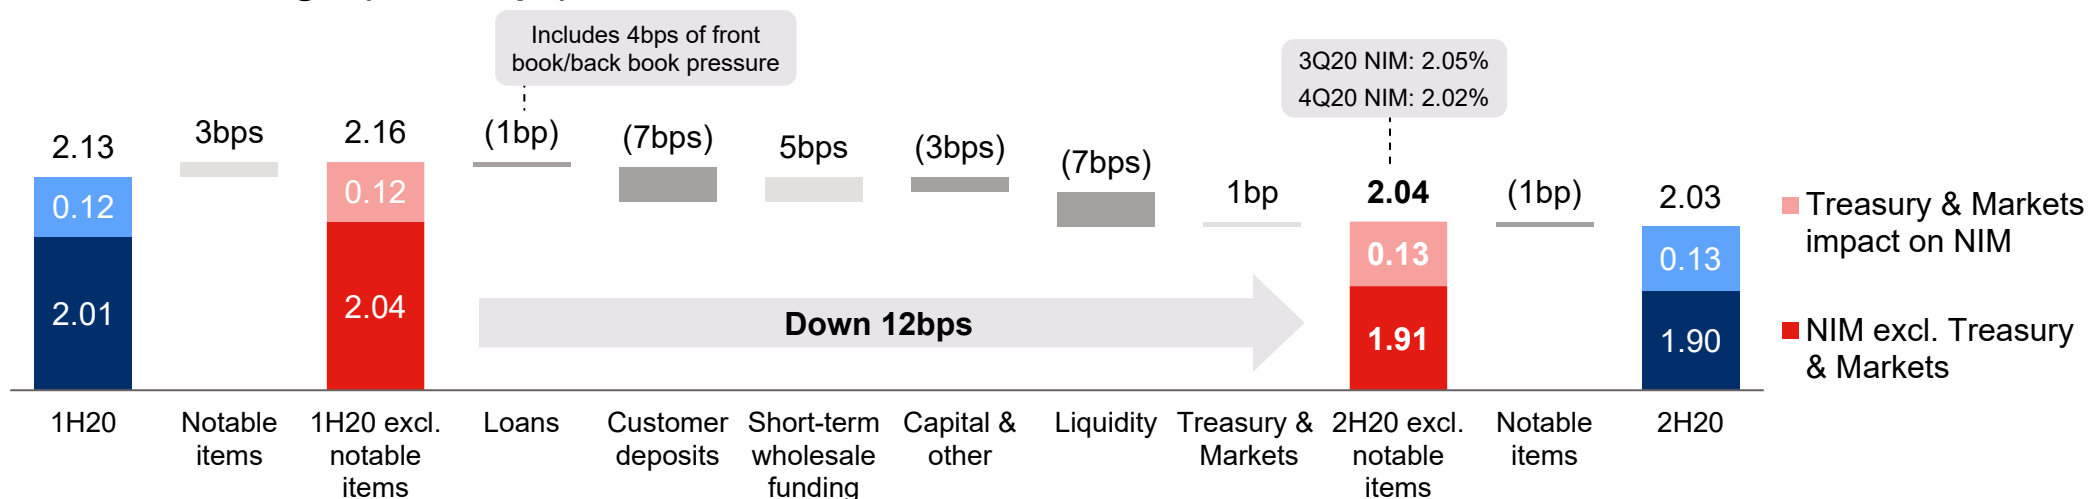 Includes 4bps of front
book/back book pressure
3Q20 NIM: 2.05%
4Q20 NIM: 2.02%
2.13
3bps
2.16
(1bp)
(7bps)
5bps
(3bps)
(7bps)
1bp
2.04
(1bp)
2.03
0.12
0.12
0.13
0.13
2.01
2.04
1.91
1.90
Down 12bps
Treasury & Markets
impact on NIM
NIM excl. Treasury
& Markets
1H20
Notable
items
1H20 excl.
notable
items
Loans
Customer
deposits
Short-term
wholesale
funding
Capital &
other
Liquidity
Treasury &
Markets
2H20 excl.
notable
items
Notable
items
2H20